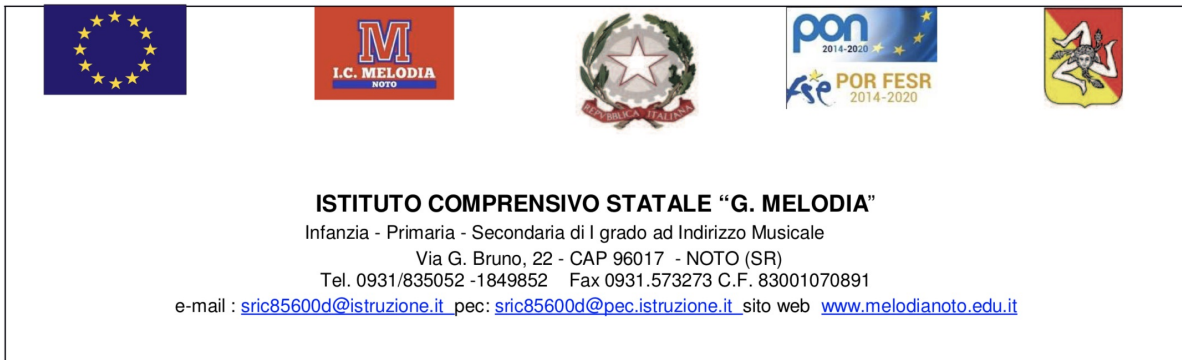 I.C. MELODIA
NOTO
REPVBBLICA ITALIANA
pon
2014-2020
fse POR FESR
2014-2020
ISTITUTO COMPRENSIVO STATALE “G. MELODIA”
Infanzia - Primaria - Secondaria di I grado ad Indirizzo Musicale
Via G. Bruno, 22 - CAP 96017 - NOTO (SR)
Tel. 0931/835052 -1849852 Fax 0931.573273 C.F. 83001070891
e-mail : sric85600d@istruzione.it pec: sric85600d@pec.istruzione.it sito web www.melodianoto.edu.it